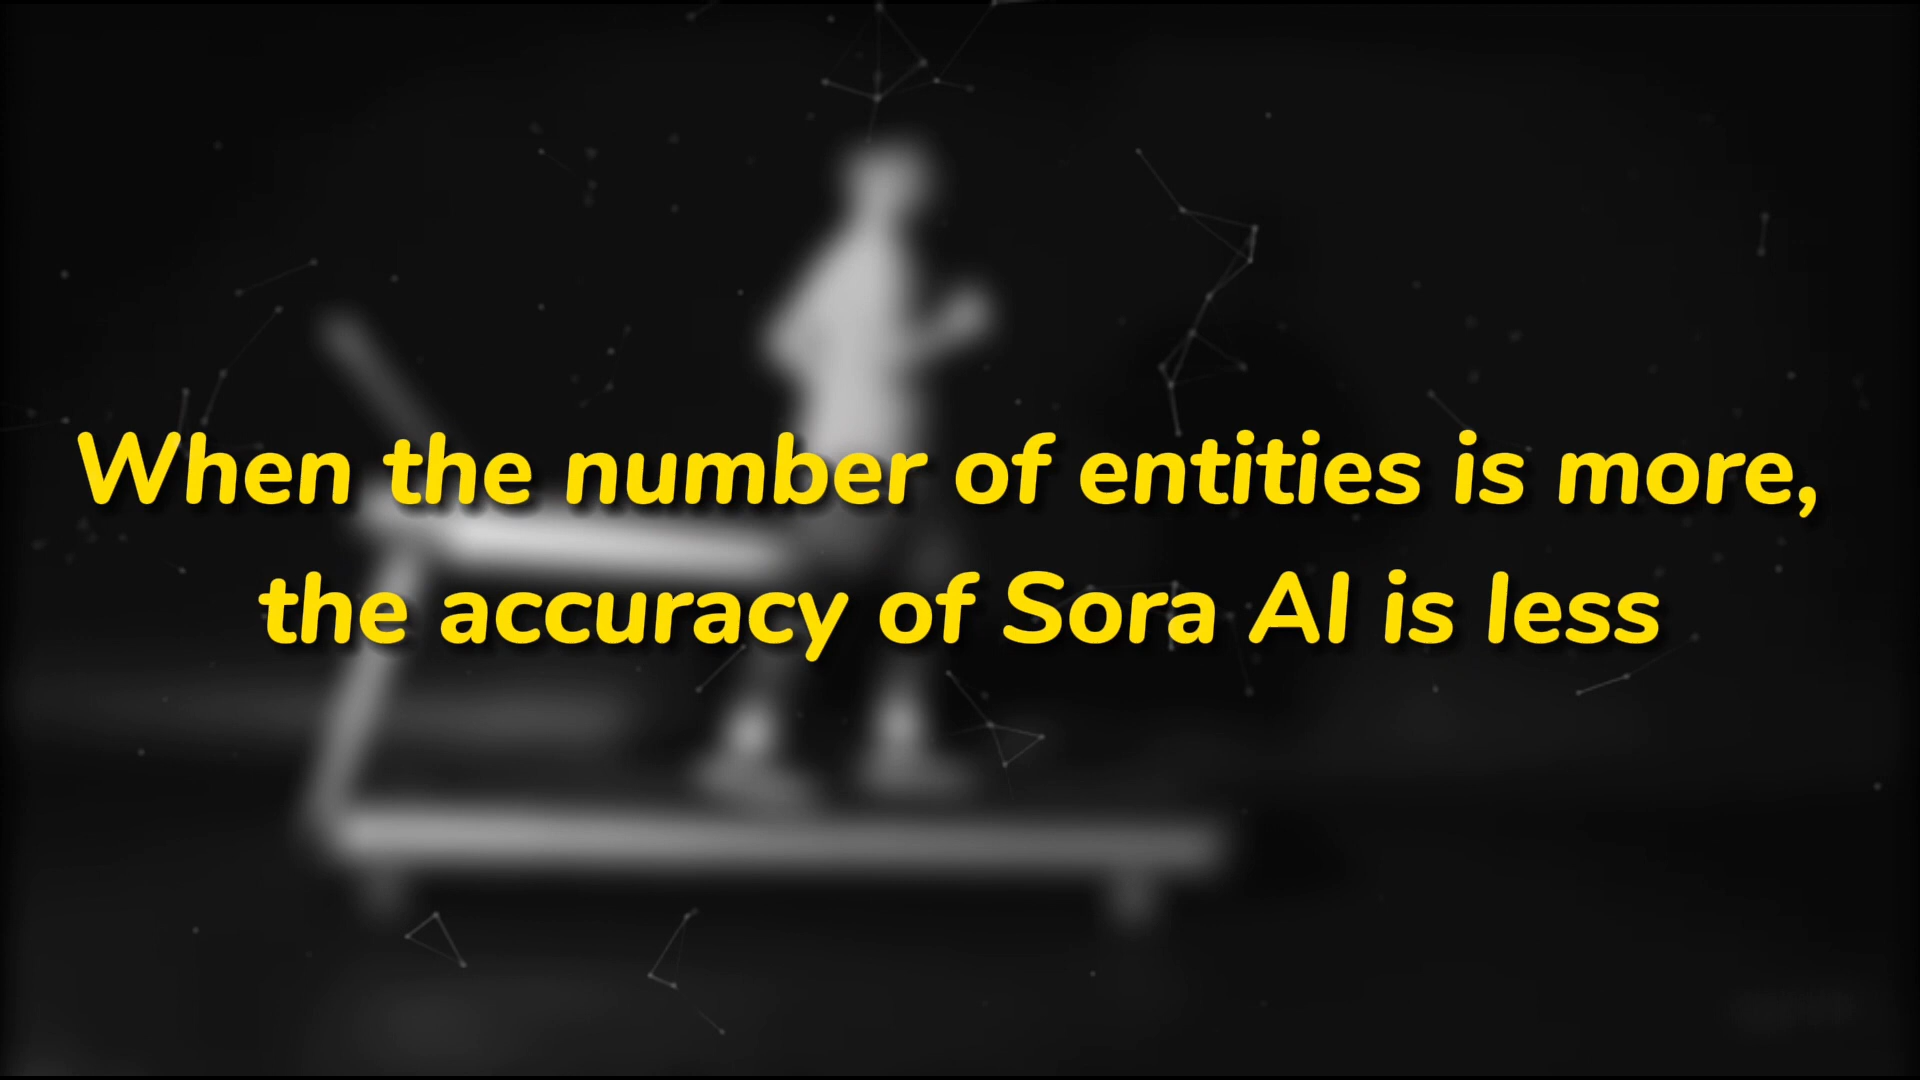 When the number of entities is more,
the accuracy of Sora AI is less